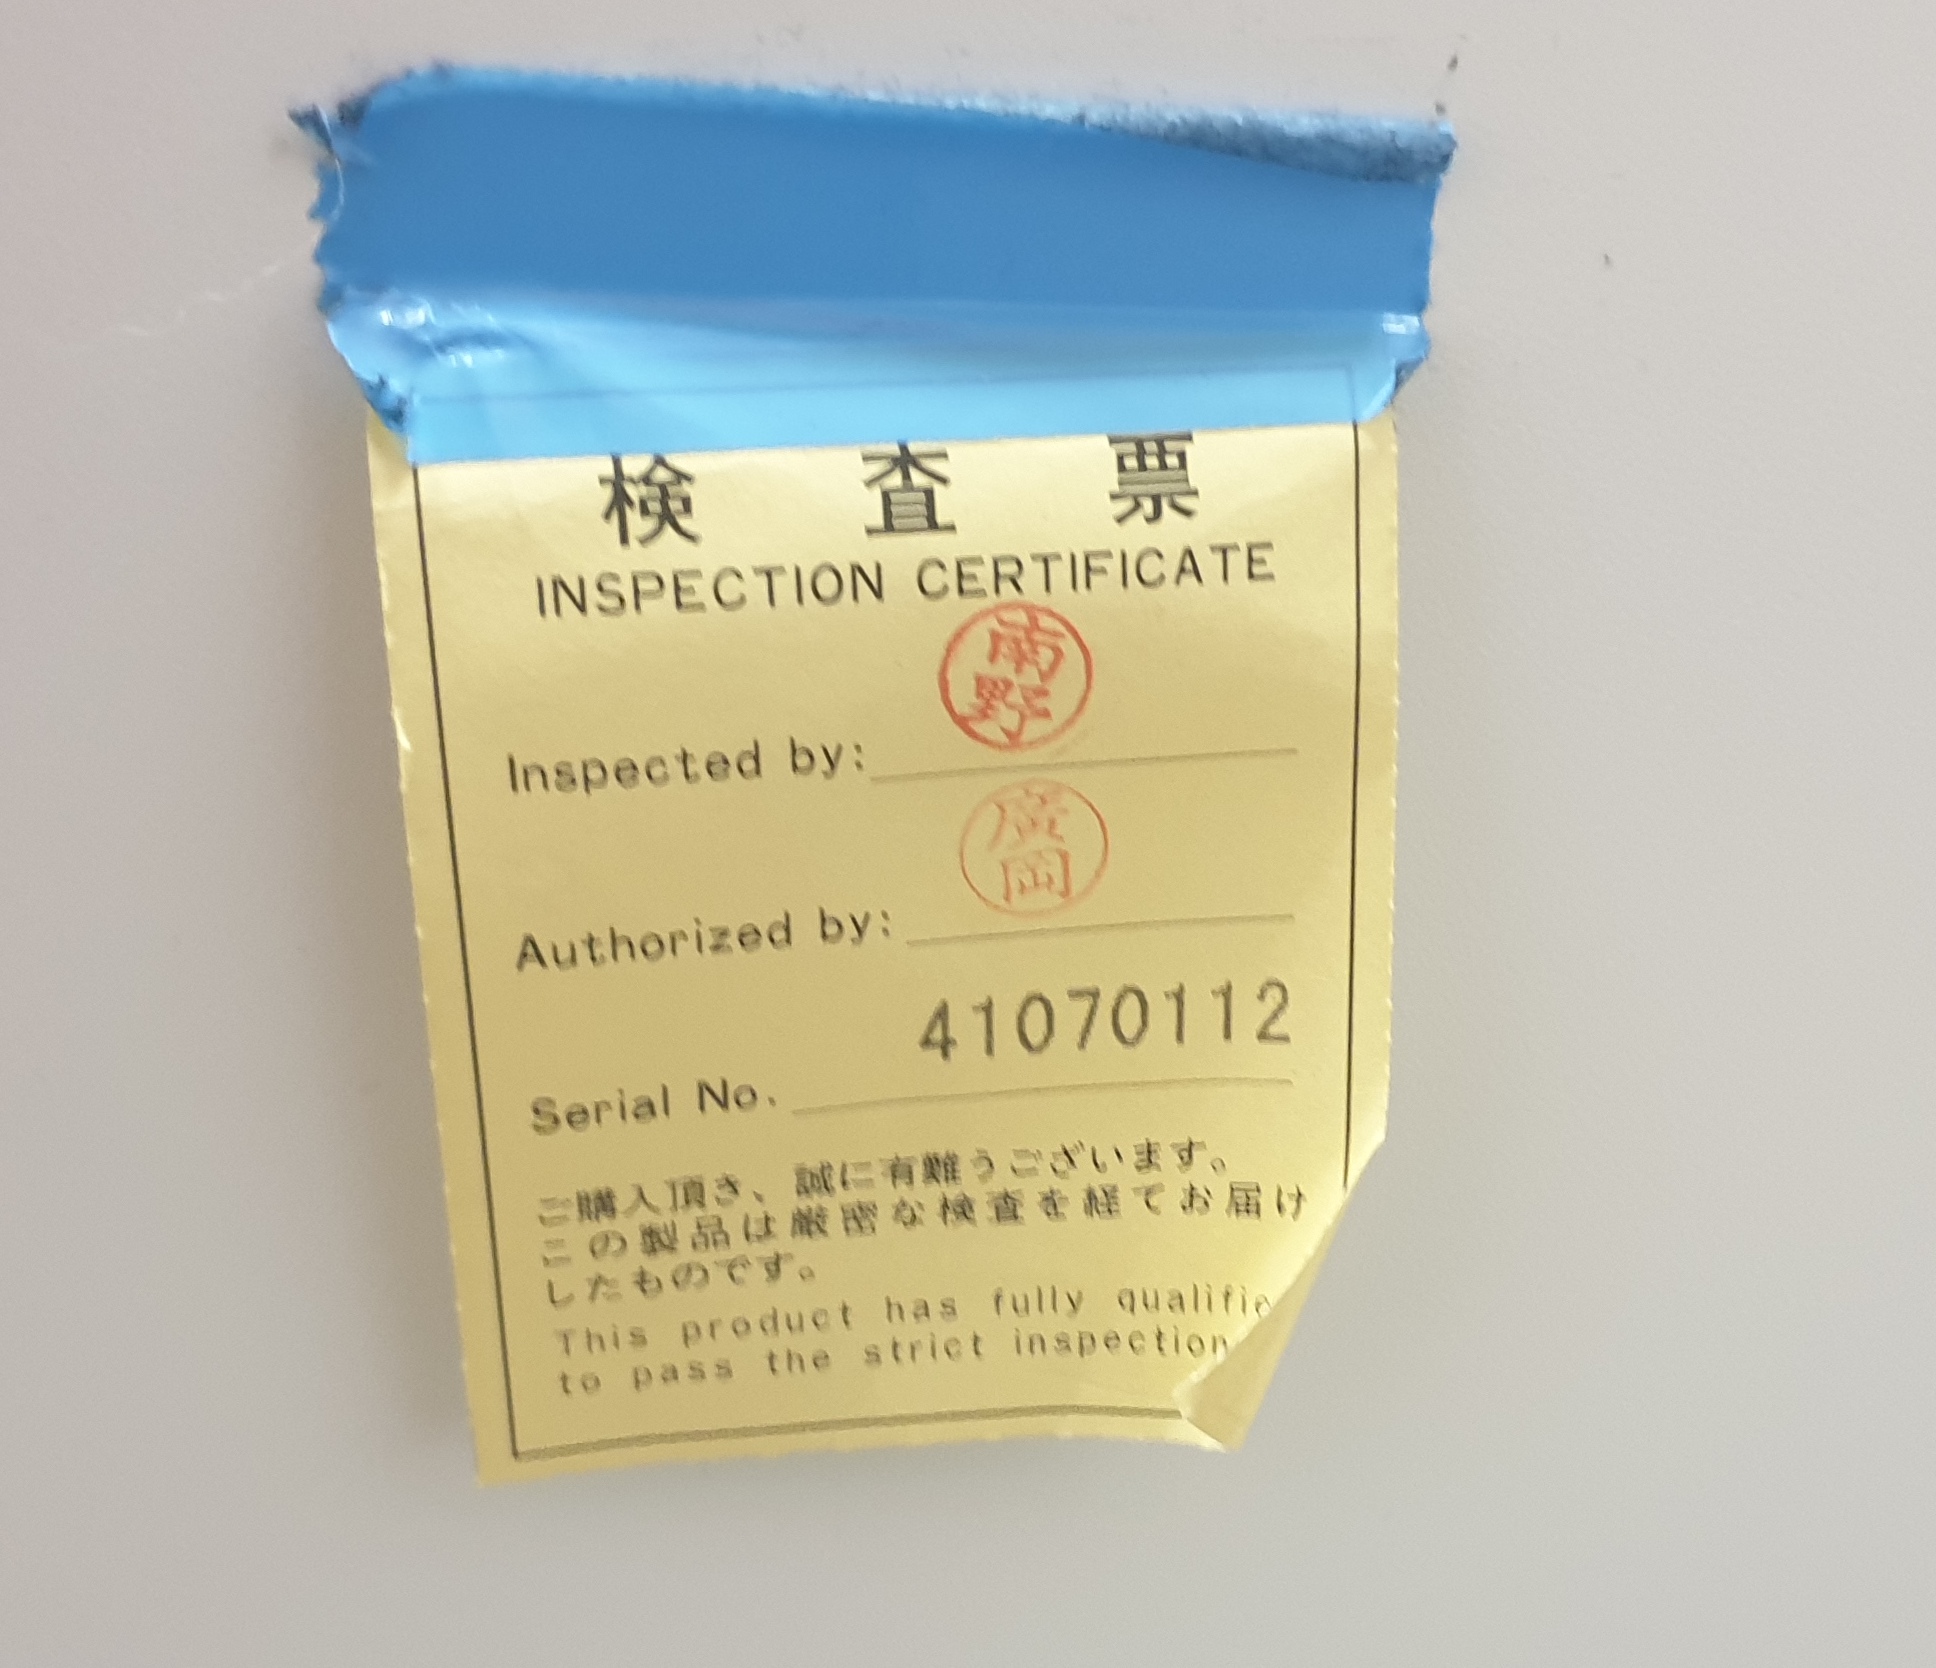 検査票
INSPECTION CERTIFICATE
南野
Inspected by:
廣岡
Authorized by:
41070112
Serial No.
ご購入頂き、誠に有難うございます。
この製品は厳密な検査を経てお届け
したものです。
This product has fully qualifie
to pass the strict inspection